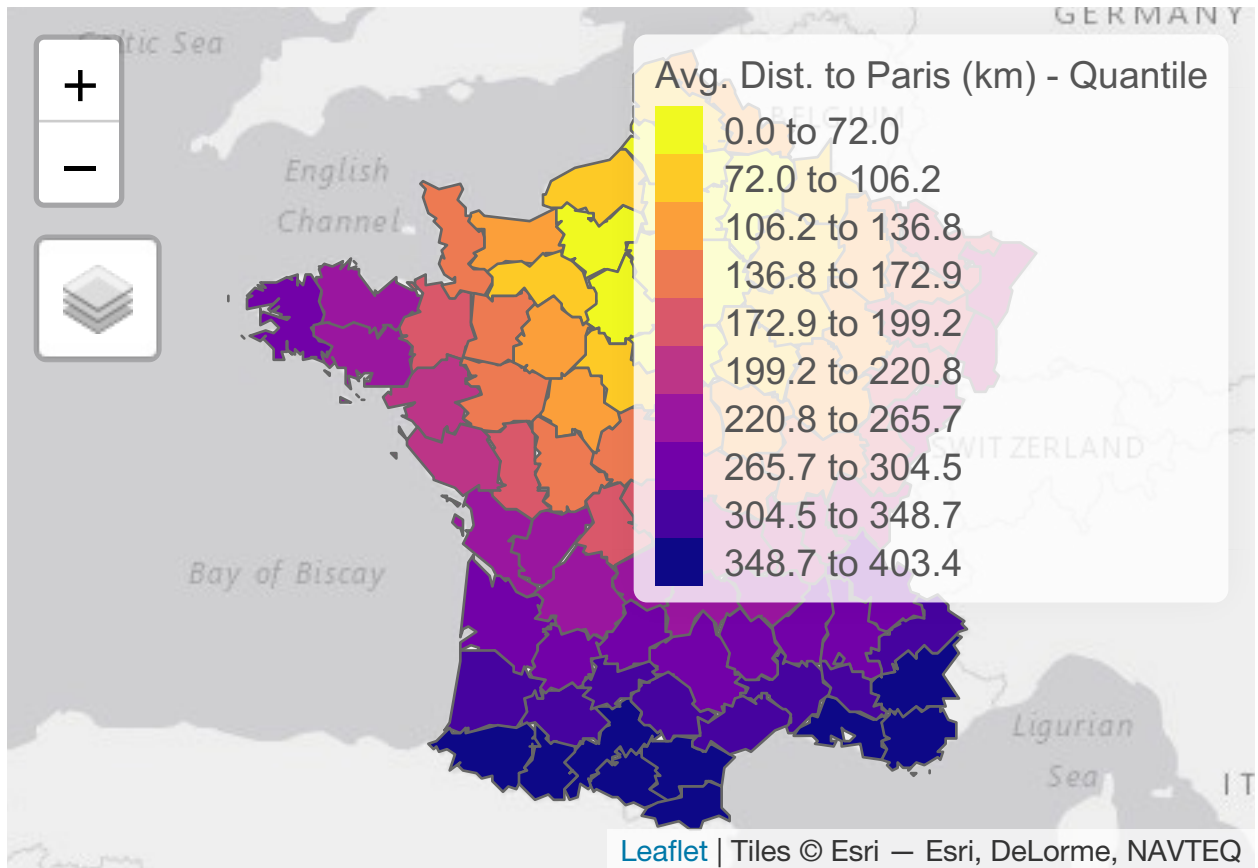 GERMANY
Celtic Sea
+
−
English
Channel
Avg. Dist. to Paris (km) - Quantile
BELGIUM
0.0 to 72.0
72.0 to 106.2
106.2 to 136.8
136.8 to 172.9
172.9 to 199.2
199.2 to 220.8
220.8 to 265.7
265.7 to 304.5
304.5 to 348.7
348.7 to 403.4
SWITZERLAND
Bay of Biscay
Ligurian
Sea
IT
Leaflet | Tiles © Esri — Esri, DeLorme, NAVTEQ